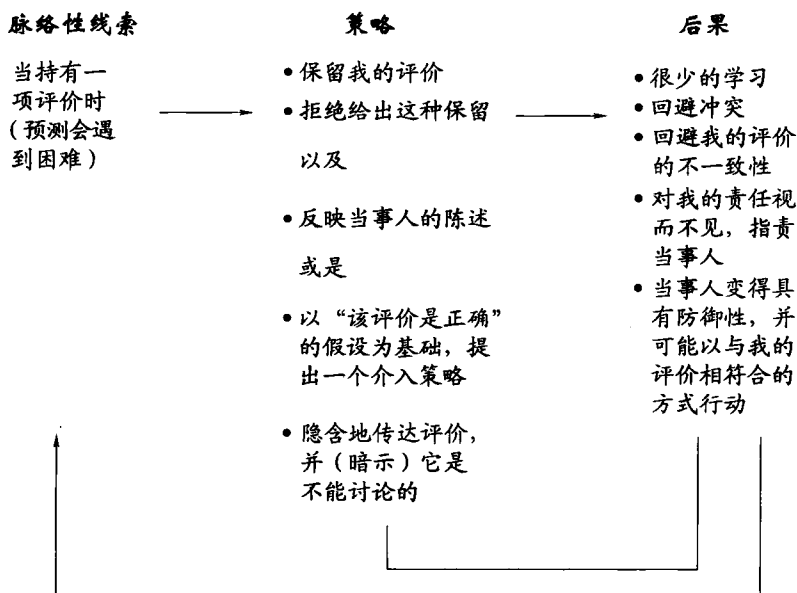 脉络性线索
当持有一
项评价时
（预测会遇
到困难）
策略
• 保留我的评价
• 拒绝给出这种保留
以及
• 反映当事人的陈述
或是
• 以“该评价是正确”
的假设为基础，提
出一个介入策略
• 隐含地传达评价，
并（暗示）它是
不能讨论的
后果
• 很少的学习
• 回避冲突
• 回避我的评价
的不一致性
• 对我的责任视
而不见，指责
当事人
• 当事人变得具
有防御性，并
可能以与我的
评价相符合的
方式行动